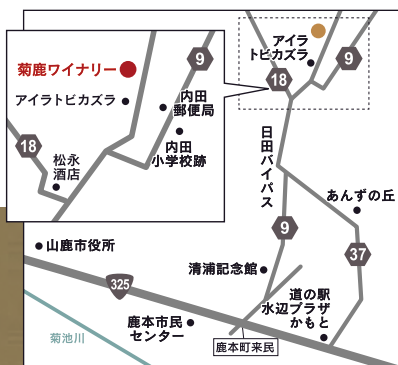 菊鹿ワイナリー
アイラトビカズラ
9
内田
郵便局
内田
小学校跡
18
松永
酒店
アイラ
トビカズラ
18
9
日田バイパス
あんずの丘
9
37
山鹿市役所
清浦記念館
325
道の駅
水辺プラザ
かもと
鹿本市民
センター
鹿本町来民
菊池川